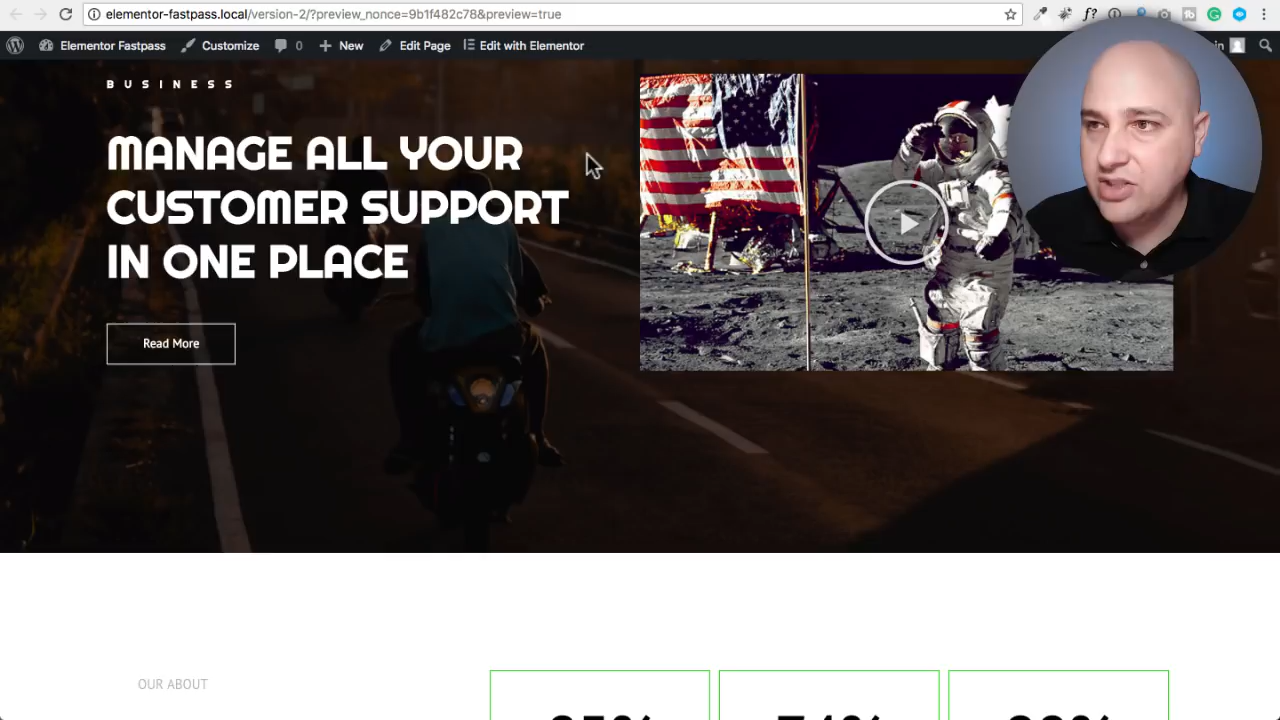 elementor-fastpass.local/version-2/?preview_nonce=9b1f482c78&preview=true
Elementor Fastpass Customize 0 New Edit Page Edit with Elementor
BUSINESS
MANAGE ALL YOUR
CUSTOMER SUPPORT
IN ONE PLACE
Read More
OUR ABOUT